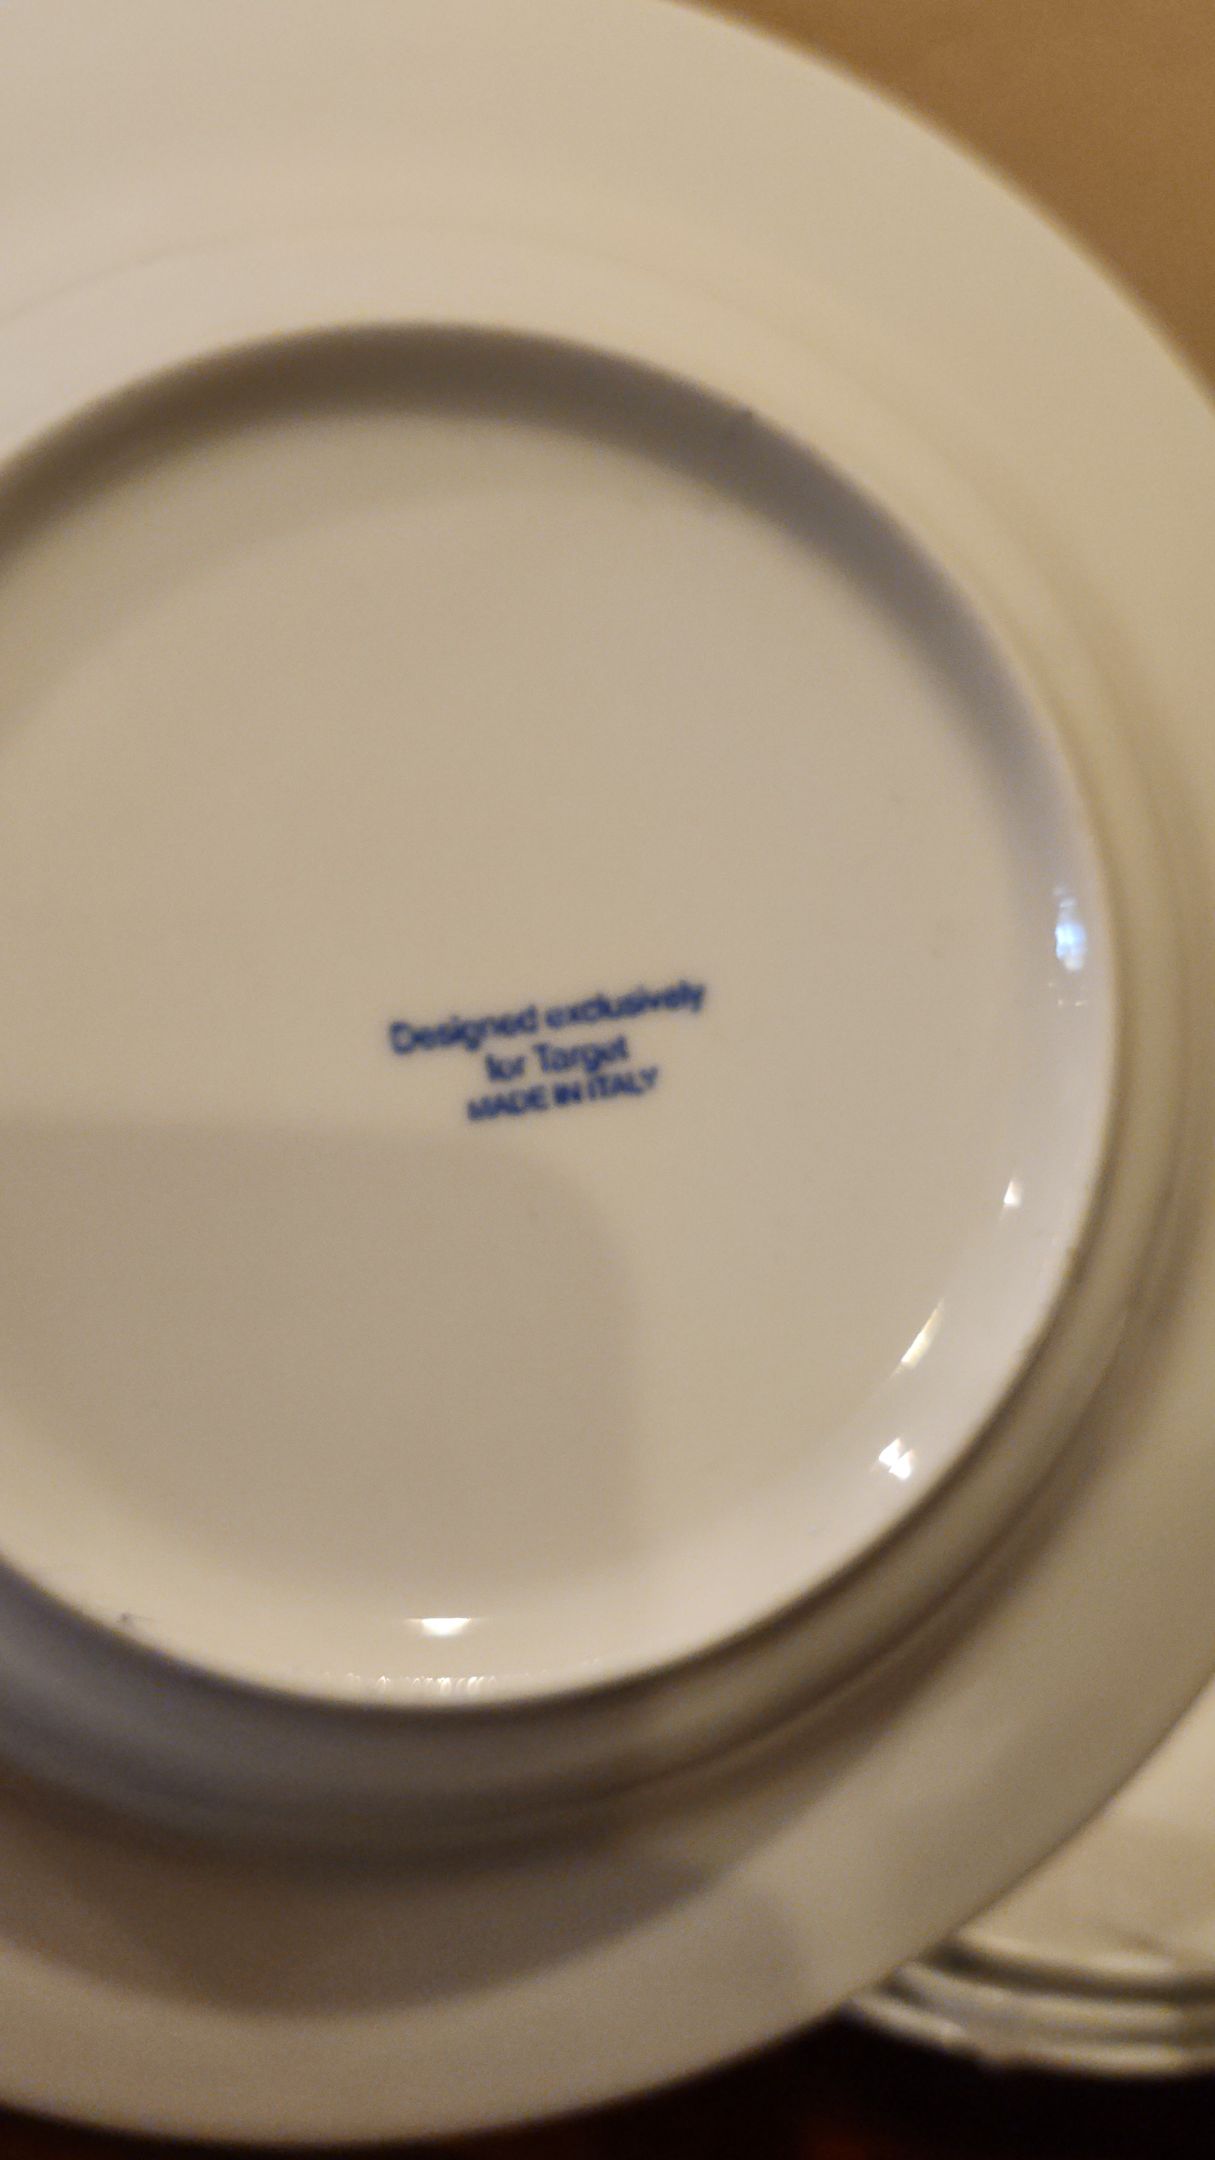 Designed exclusively
for Target
MADE IN ITALY